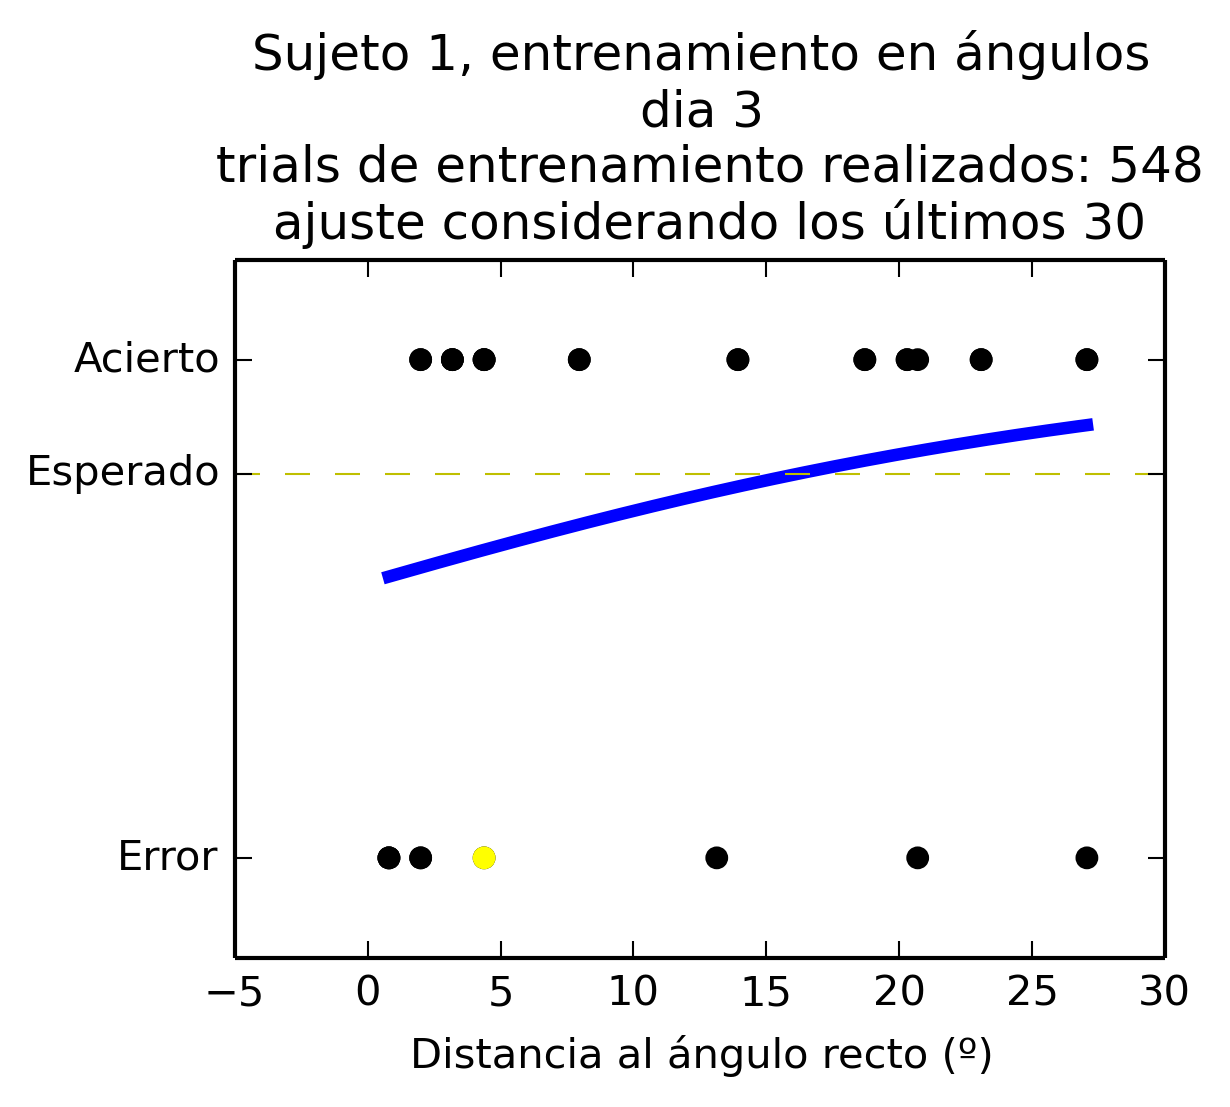 Sujeto 1, entrenamiento en ángulos
dia 3
trials de entrenamiento realizados: 548
ajuste considerando los últimos 30
Acierto
Esperado
Error
−5 0 5 10 15 20 25 30
Distancia al ángulo recto (º)